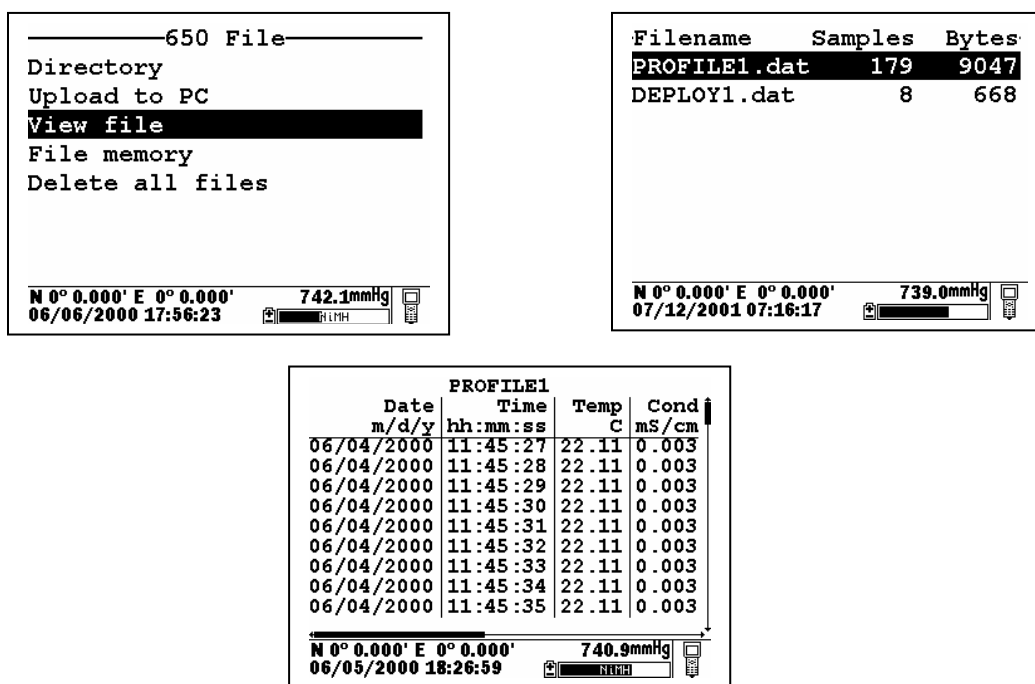 650 File
Directory
Upload to PC
View file
File memory
Delete all files
N 0° 0.000' E 0° 0.000' 742.1mmHg
06/06/2000 17:56:23 NiMH
Filename Samples Bytes
PROFILE1.dat 179 9047
DEPLOY1.dat 8 668
N 0° 0.000' E 0° 0.000' 739.0mmHg
07/12/2001 07:16:17
PROFILE1
Date Time Temp Cond
m/d/y hh:mm:ss C mS/cm
06/04/2000 11:45:27 22.11 0.003
06/04/2000 11:45:28 22.11 0.003
06/04/2000 11:45:29 22.11 0.003
06/04/2000 11:45:30 22.11 0.003
06/04/2000 11:45:31 22.11 0.003
06/04/2000 11:45:32 22.11 0.003
06/04/2000 11:45:33 22.11 0.003
06/04/2000 11:45:34 22.11 0.003
06/04/2000 11:45:35 22.11 0.003
N 0° 0.000' E 0° 0.000' 740.9mmHg
06/05/2000 18:26:59 NiMH